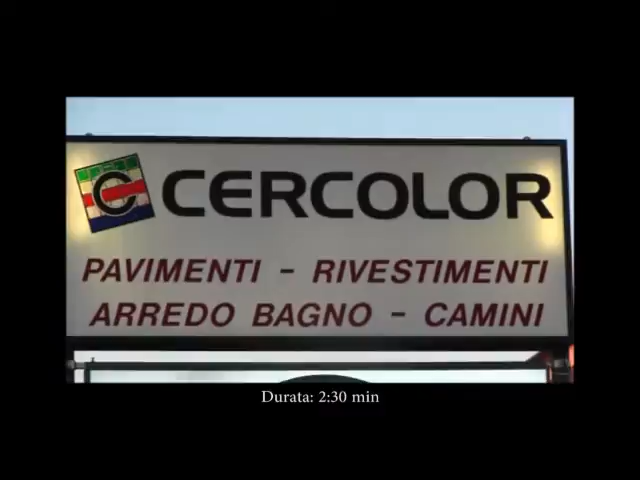 CERCOLOR
PAVIMENTI - RIVESTIMENTI
ARREDO BAGNO - CAMINI
Durata: 2:30 min